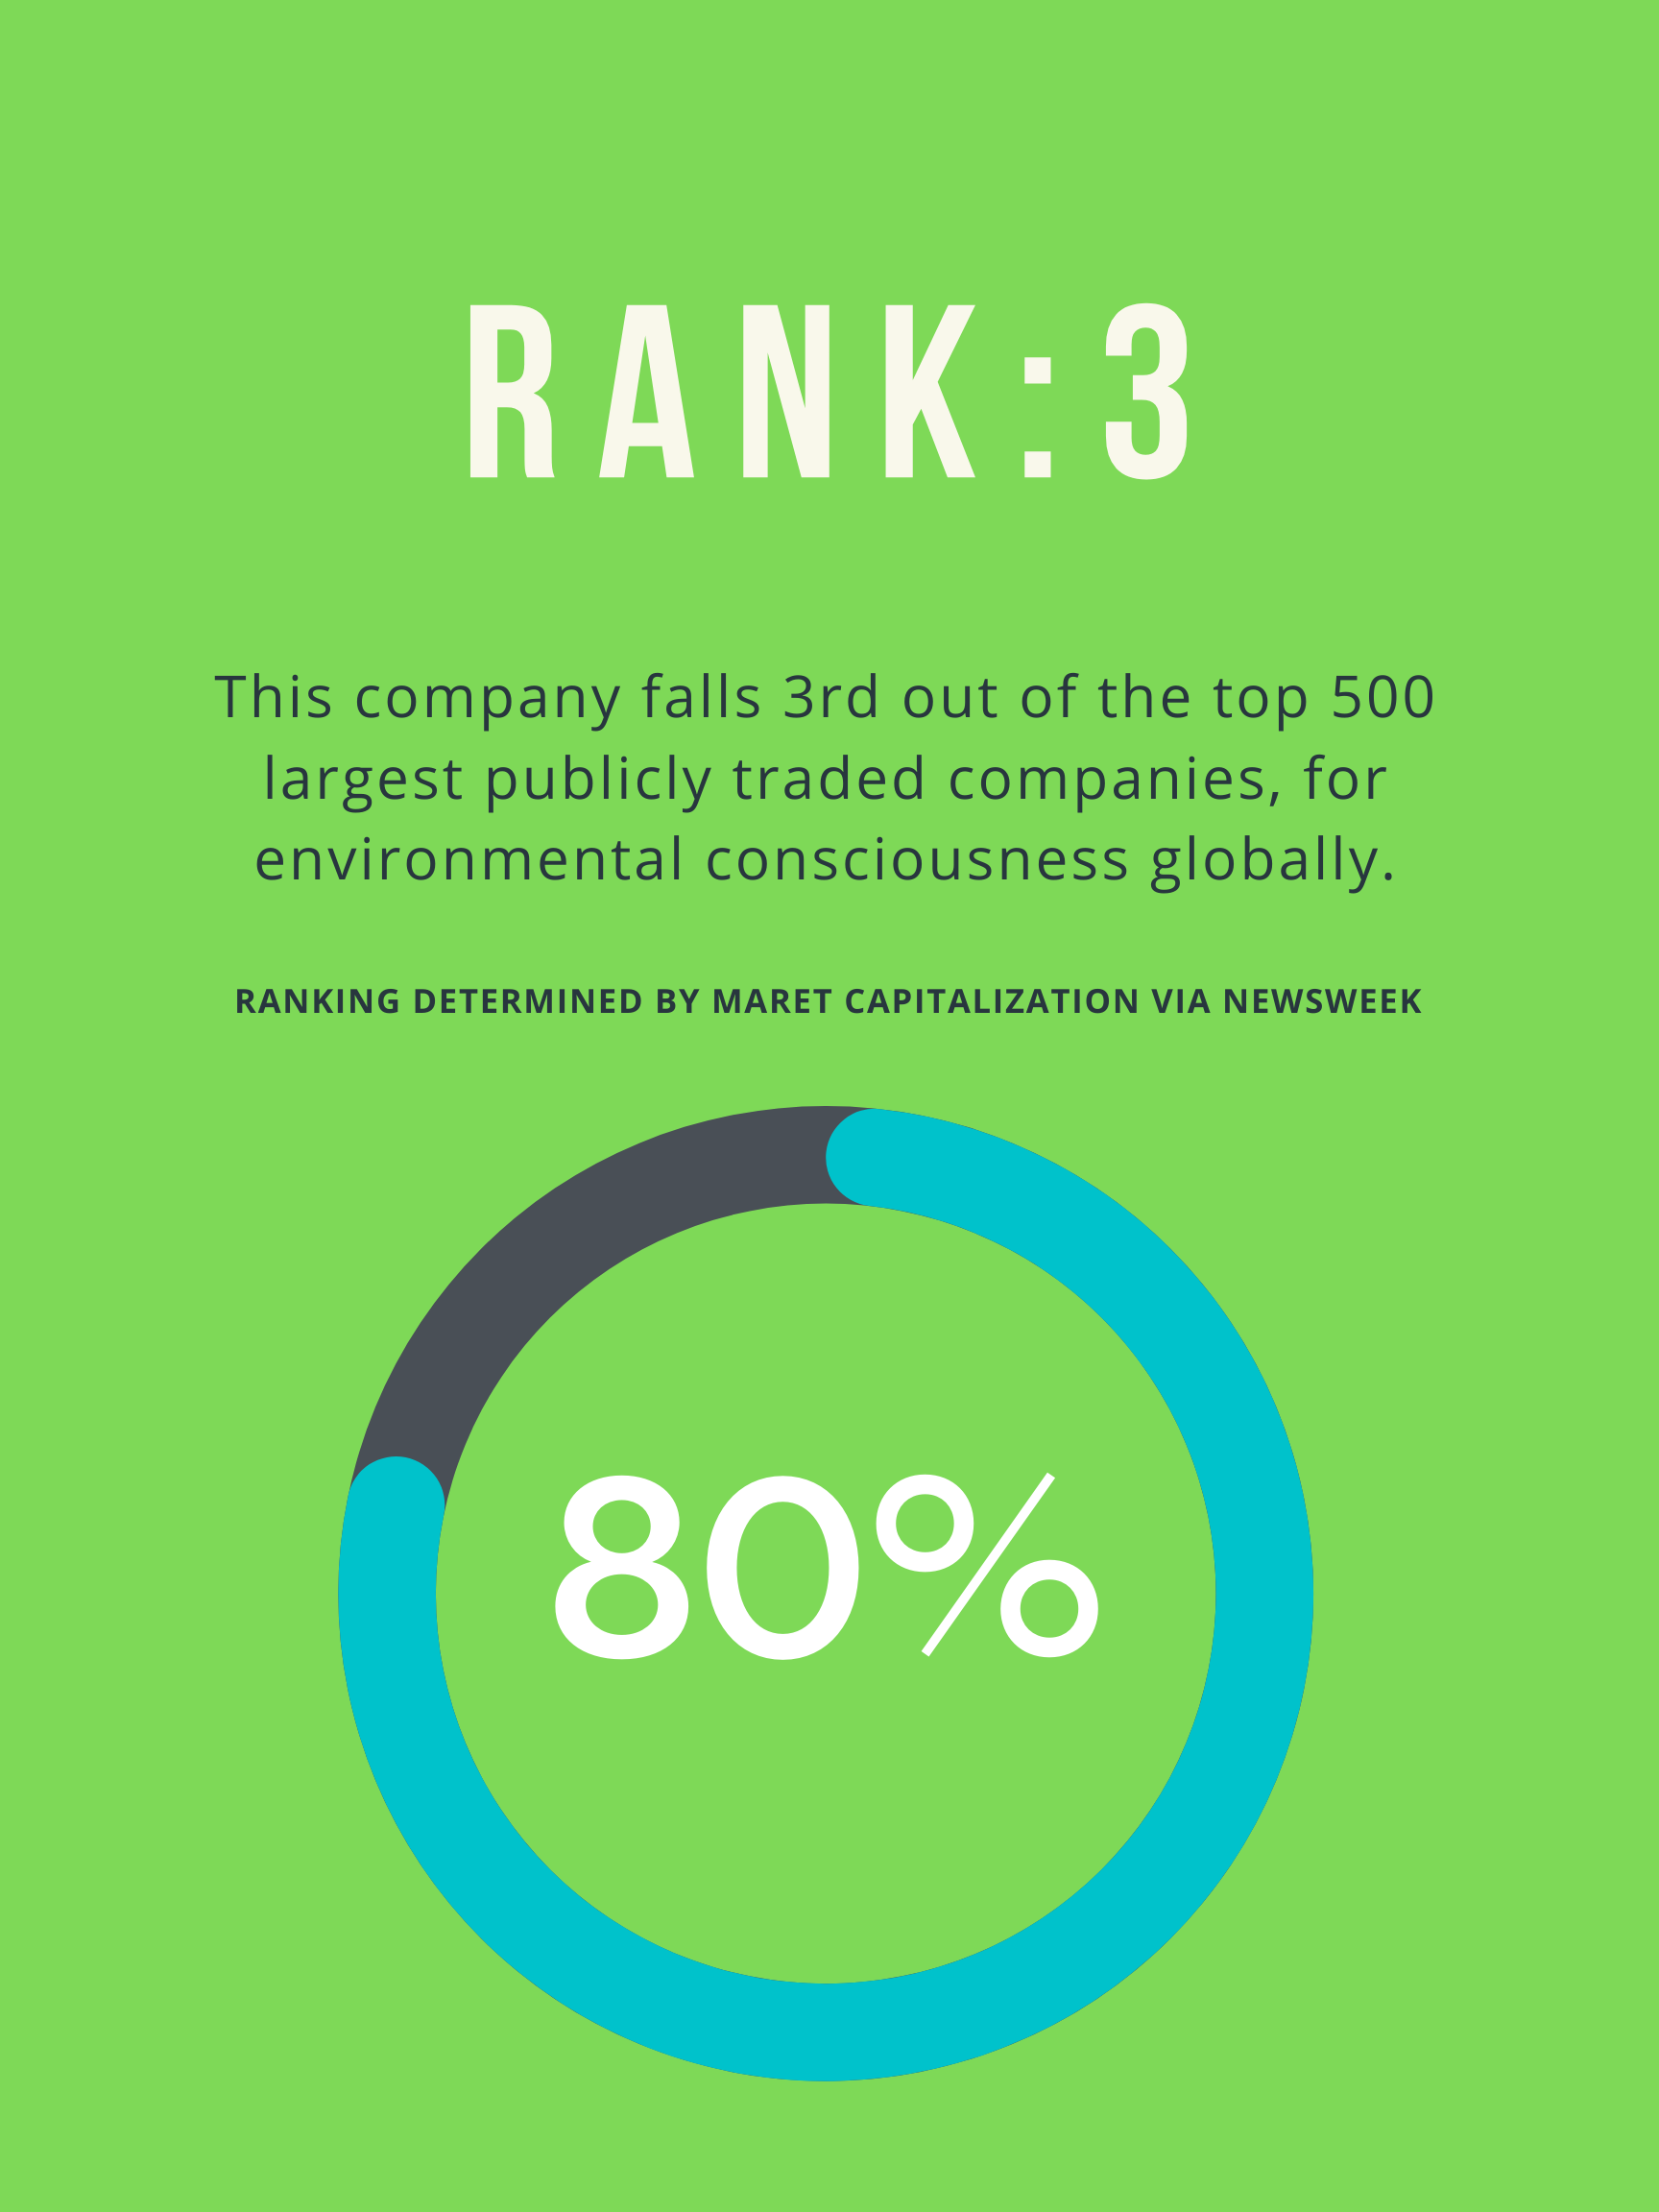 RANK:3
This company falls 3rd out of the top 500
largest publicly traded companies, for
environmental consciousness globally.
RANKING DETERMINED BY MARET CAPITALIZATION VIA NEWSWEEK
80%